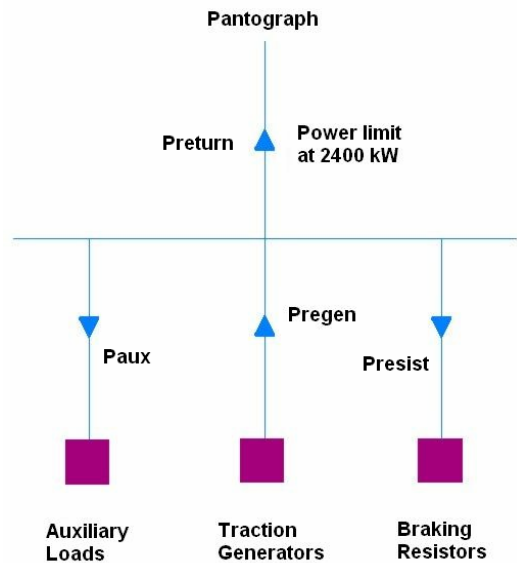 Pantograph
Preturn
Power limit
at 2400 kW
Paux
Pregen
Presist
Auxiliary
Loads
Traction
Generators
Braking
Resistors